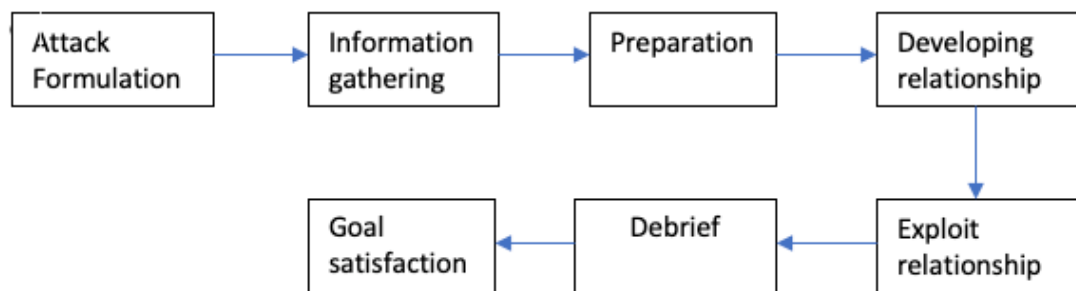 Attack
Formulation
Information
gathering
Preparation
Developing
relationship
Goal
satisfaction
Debrief
Exploit
relationship